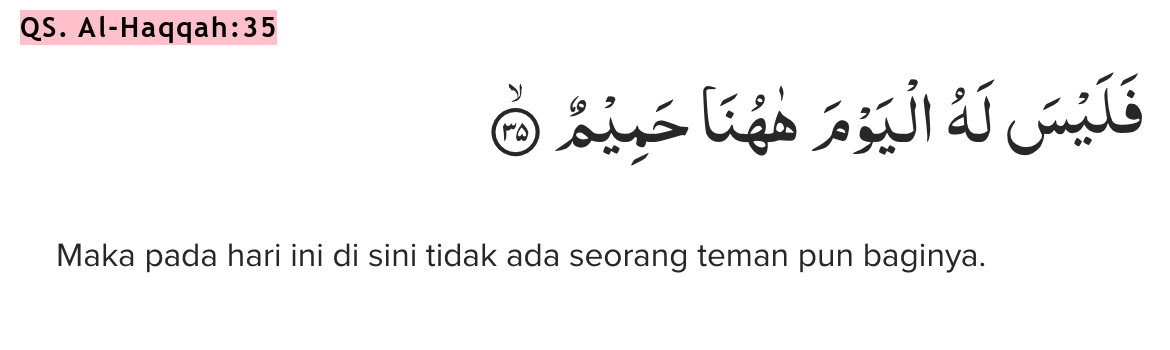 QS. Al-Haqqah:35
فَلَيْسَ لَهُ الْيَوْمَ هٰهُنَا حَمِيْمٌ ۙ ٣٥
Maka pada hari ini di sini tidak ada seorang teman pun baginya.